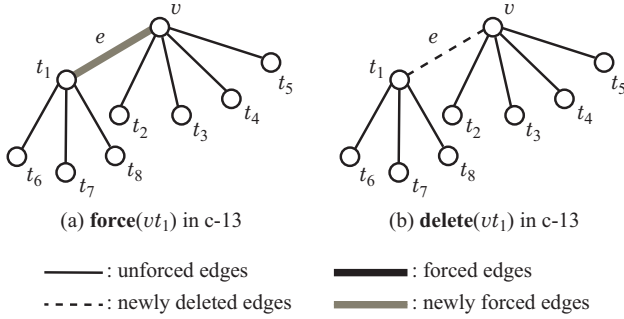 v v
e e
t₁ t₅ t₁ t₅
t₄ t₄
t₂ t₃ t₂ t₃
t₆ t₇ t₈ t₆ t₇ t₈
(a) force(vt₁) in c-13 (b) delete(vt₁) in c-13
: unforced edges : forced edges
: newly deleted edges : newly forced edges